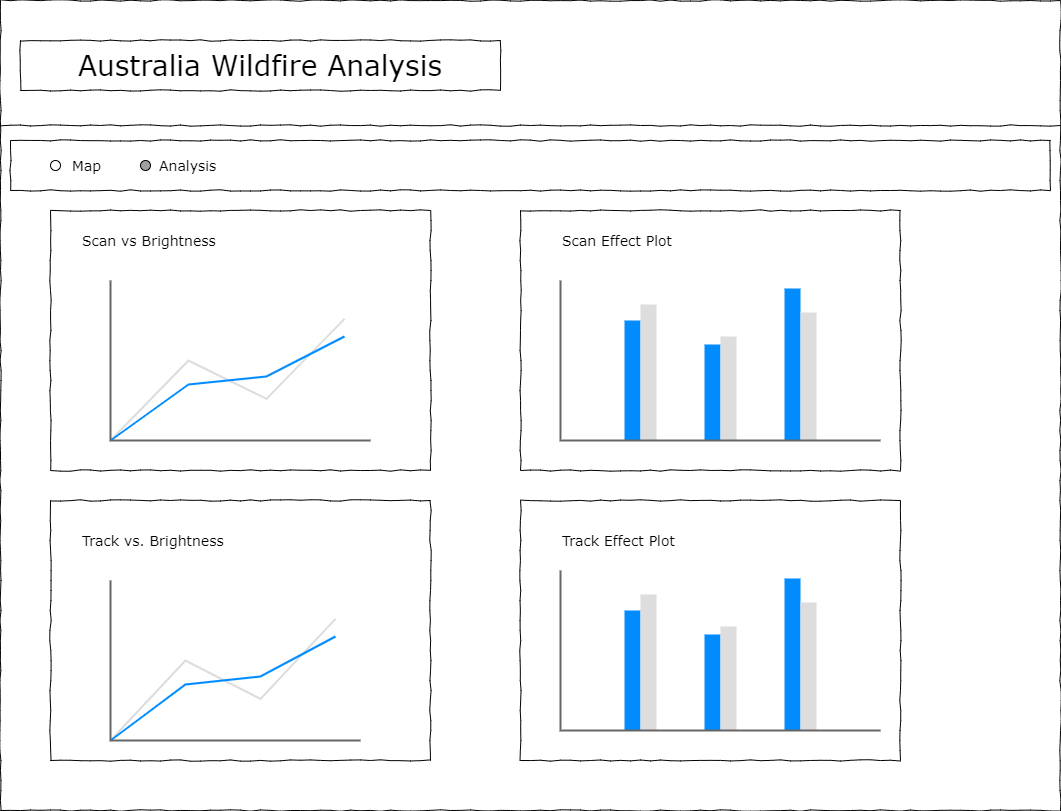 Australia Wildfire Analysis
Map
Analysis
Scan vs Brightness
Scan Effect Plot
Track vs. Brightness
Track Effect Plot